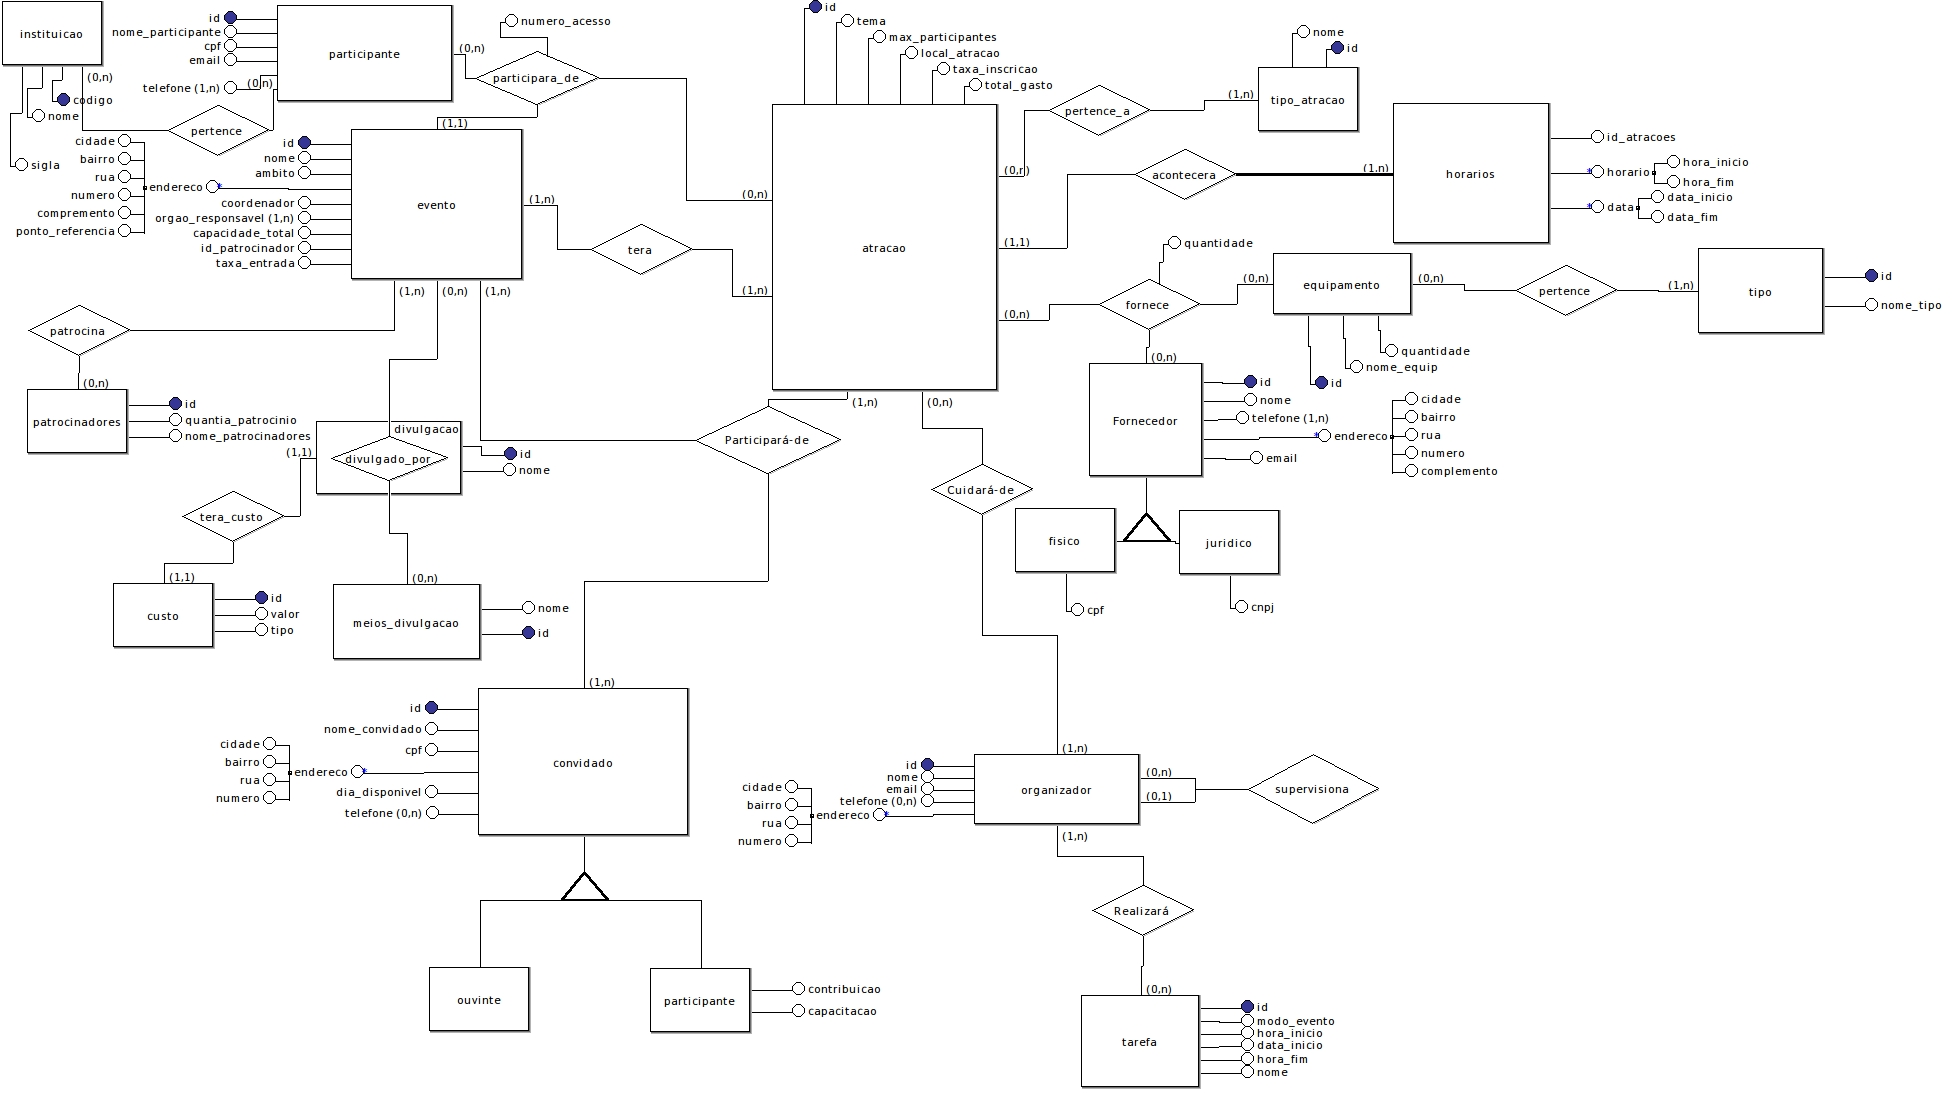 instituicao
(0,n)
codigo
nome
sigla
id
nome_participante
cpf
email
telefone (1,n)
(0,n)
participante
(0,n)
pertence
numero_acesso
participara_de
(1,1)
(0,n)
cidade
bairro
rua
numero
compremento
ponto_referencia
id
nome
ambito
endereco
coordenador
orgao_responsavel (1,n)
capacidade_total
id_patrocinador
taxa_entrada
evento
(1,n)
tera
(1,n)
(1,n)
(0,n)
(1,n)
id
tema
max_participantes
local_atracao
taxa_inscricao
total_gasto
atracao
(0,n)
pertence_a
(1,n)
nome
id
tipo_atracao
(1,1)
acontecera
(1,n)
horarios
id_atracoes
horario
hora_inicio
hora_fim
data
data_inicio
data_fim
quantidade
(0,n)
fornece
(0,n)
equipamento
(0,n)
pertence
(1,n)
tipo
id
nome_tipo
quantidade
nome_equip
id
(0,n)
Fornecedor
id
nome
telefone (1,n)
endereco
email
cidade
bairro
rua
numero
complemento
fisico
juridico
cpf
cnpj
patrocina
(0,n)
patrocinadores
id
quantia_patrocinio
nome_patrocinadores
divulgacao
divulgado_por
(1,1)
id
nome
tera_custo
(1,1)
custo
id
valor
tipo
(0,n)
meios_divulgacao
nome
id
(1,n)
(0,n)
Participará-de
Cuidará-de
(1,n)
convidado
id
nome_convidado
cpf
endereco
dia_disponivel
telefone (0,n)
cidade
bairro
rua
numero
ouvinte
participante
contribuicao
capacitacao
(1,n)
organizador
id
nome
email
telefone (0,n)
endereco
cidade
bairro
rua
numero
(0,n)
(0,1)
supervisiona
(1,n)
Realizará
(0,n)
tarefa
id
modo_evento
hora_inicio
data_inicio
hora_fim
nome